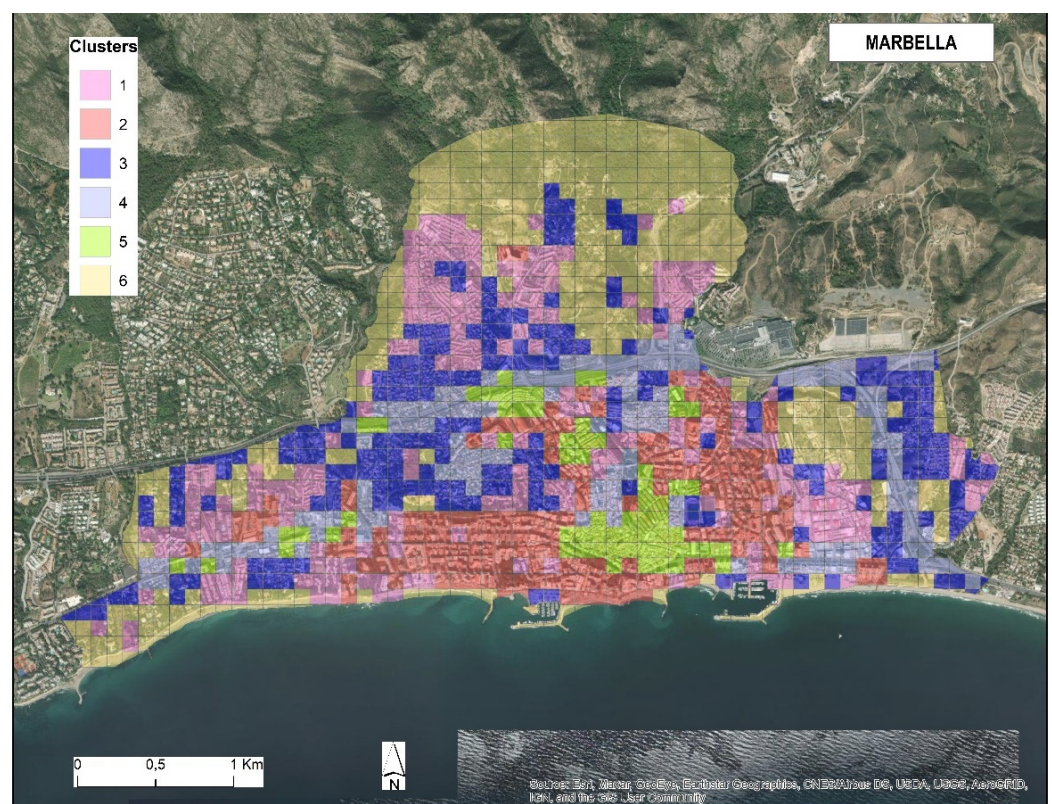 Clusters
MARBELLA
1
2
3
4
5
6
0 0,5 1 Km
N
Source: Esri, Maxar, GeoEye, Earthstar Geographics, CNES/Airbus DS, USDA, USGS, AeroGRID,
IGN, and the GIS User Community